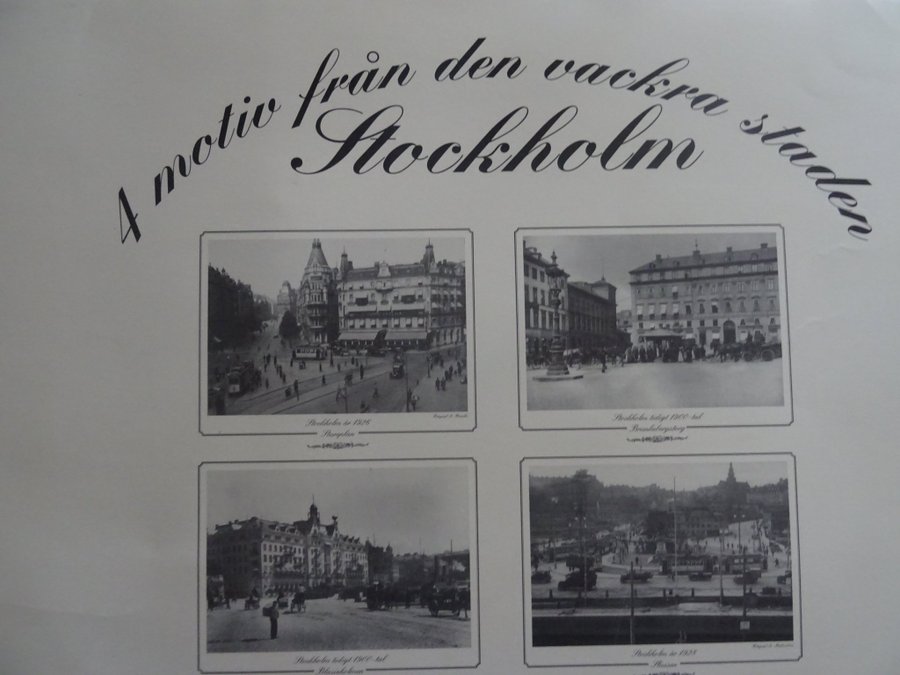 4 motiv från den vackra staden
Stockholm
Stockholm år 1926
Stureplan
Stockholm tidigt 1900-tal
Brunkebergstorg
Stockholm tidigt 1900-tal
Blasieholmen
Stockholm år 1928
Slussen